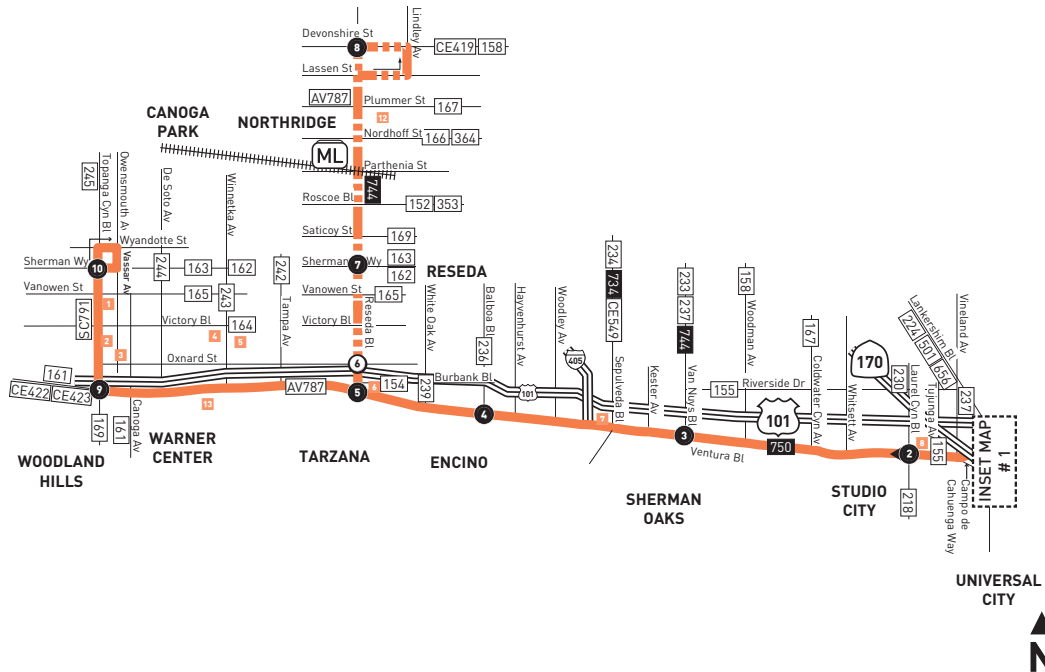 Devonshire St
8
Lindley Av
CE419 158
Lassen St
AV787
Plummer St
167
12
CANOGA
PARK
NORTHRIDGE
Nordhoff St
166 364
ML
Parthenia St
744
Roscoe Bl
152 353
Saticoy St
169
245
Topanga Cyn Bl
Owensmouth Av
De Soto Av
Winnetka Av
Wyandotte St
Sherman Wy
10
Vassar Av
244
163
162
242
7
Sherman Wy
163
162
RESEDA
Vanowen St
165
243
Tampa Av
Vanowen St
165
Reseda Bl
White Oak Av
Balboa Bl
Hayvenhurst Av
Woodley Av
234
734
CE549
233
237
744
158
Woodman Av
167
SC791
1
2
3
Victory Bl
4
164
5
Victory Bl
236
405
Sepulveda Bl
Kester Av
Van Nuys Bl
Coldwater Cyn Av
Whitsett Av
170
Lankershim Bl
224 501 656
Vineland Av
230
Laurel Cyn Bl
Tujunga Av
237
Oxnard St
6
161
CE422 CE423
9
AV787
5
6
154
239
Burbank Bl
101
155
Riverside Dr
101
13
169
161
Canoga Av
4
7
3
Ventura Bl
750
2
8
155
INSET MAP
# 1
WOODLAND
HILLS
WARNER
CENTER
TARZANA
ENCINO
SHERMAN
OAKS
STUDIO
CITY
218
Campo de
Cahuenga Way
UNIVERSAL
CITY
N